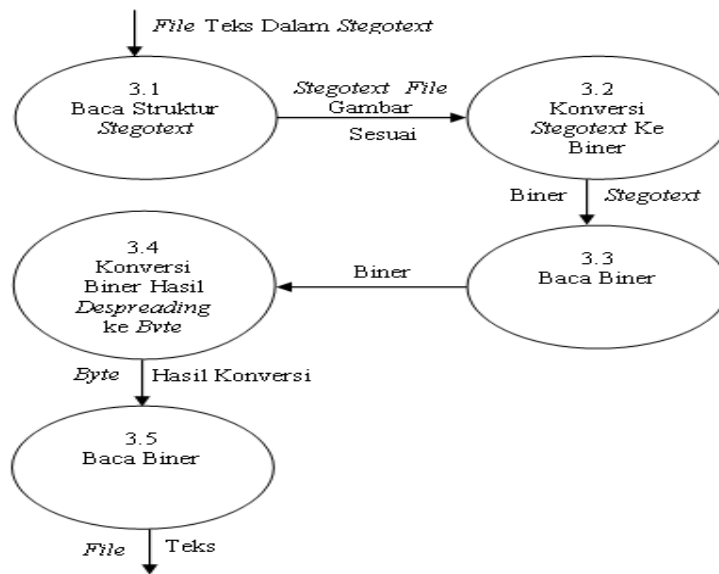 File Teks Dalam Stegotext
3.1
Baca Struktur
Stegotext
Stegotext File
Gambar
Sesuai
3.2
Konversi
Stegotext Ke
Biner
Biner Stegotext
3.3
Baca Biner
Biner
3.4
Konversi
Biner Hasil
Despreading
ke Byte
Byte Hasil Konversi
3.5
Baca Biner
File Teks